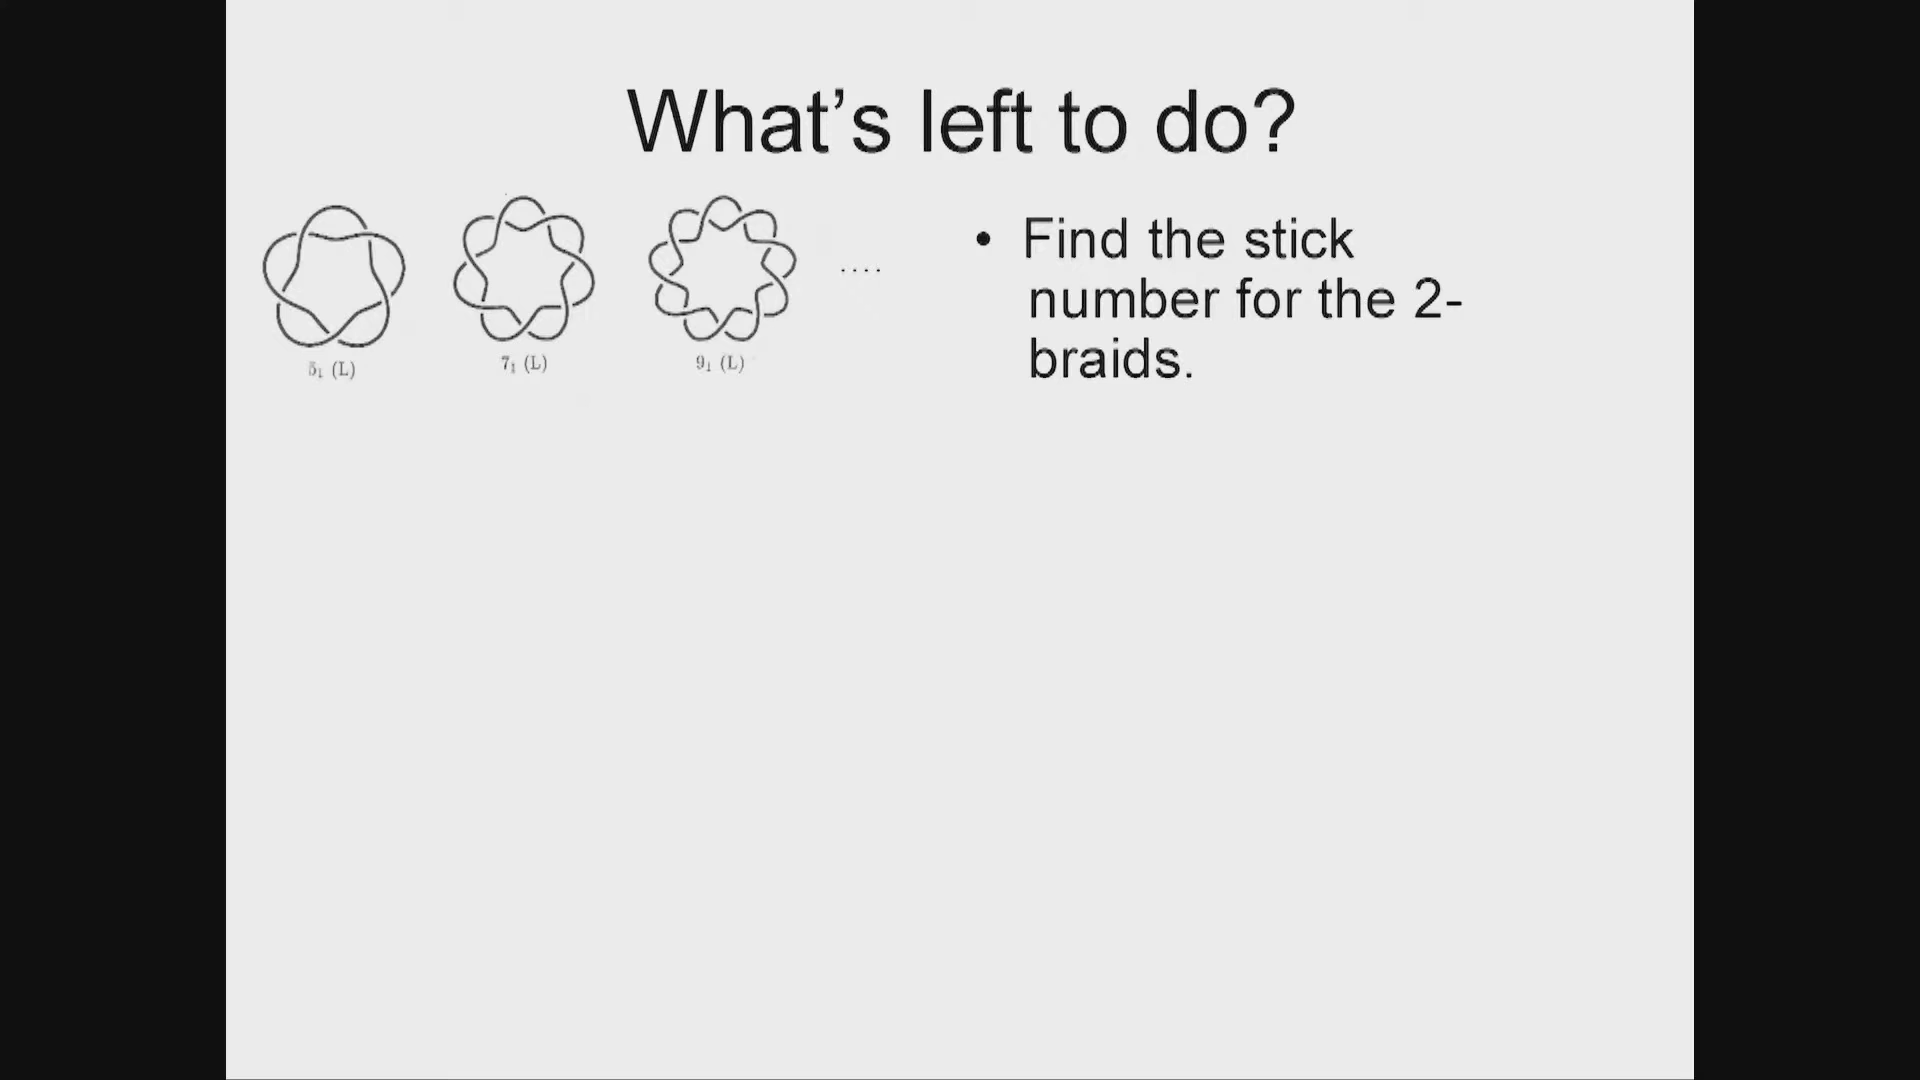 What's left to do?
• Find the stick
number for the 2-
braids.
....
5₁ (L)
7₁ (L)
9₁ (L)